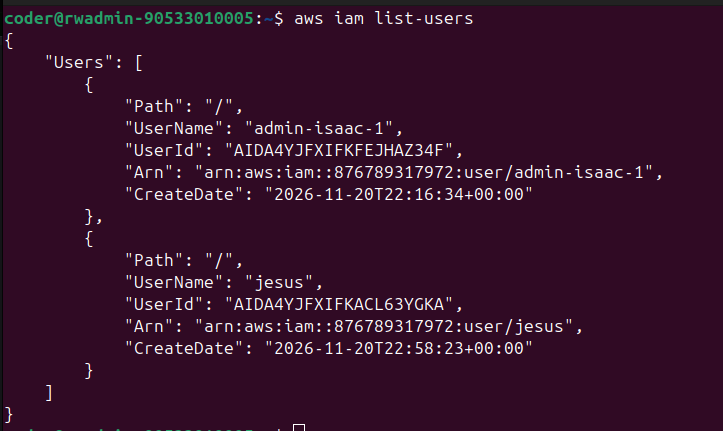 coder@rwadmin-90533010005:~$ aws iam list-users
{
    "Users": [
        {
            "Path": "/",
            "UserName": "admin-isaac-1",
            "UserId": "AIDA4YJFXIFKFEJHAZ34F",
            "Arn": "arn:aws:iam::876789317972:user/admin-isaac-1",
            "CreateDate": "2026-11-20T22:16:34+00:00"
        },
        {
            "Path": "/",
            "UserName": "jesus",
            "UserId": "AIDA4YJFXIFKACL63YGKA",
            "Arn": "arn:aws:iam::876789317972:user/jesus",
            "CreateDate": "2026-11-20T22:58:23+00:00"
        }
    ]
}